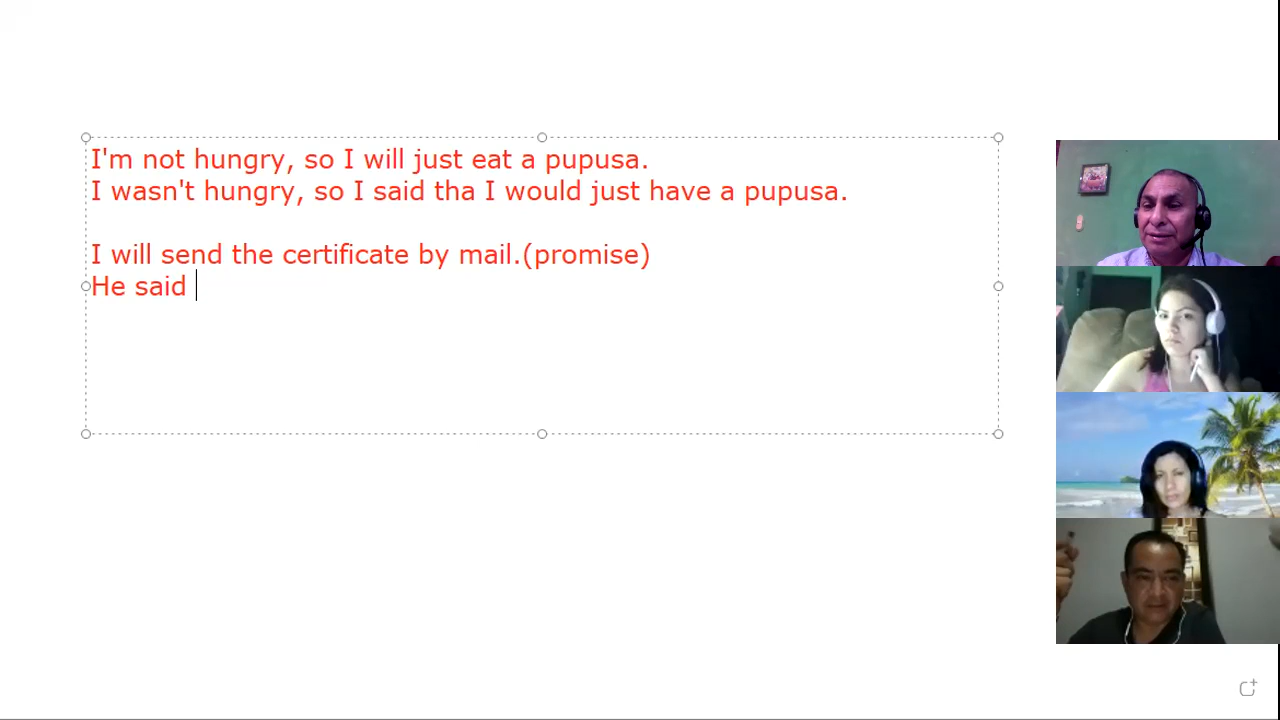 I'm not hungry, so I will just eat a pupusa.
I wasn't hungry, so I said tha I would just have a pupusa.
I will send the certificate by mail.(promise)
He said